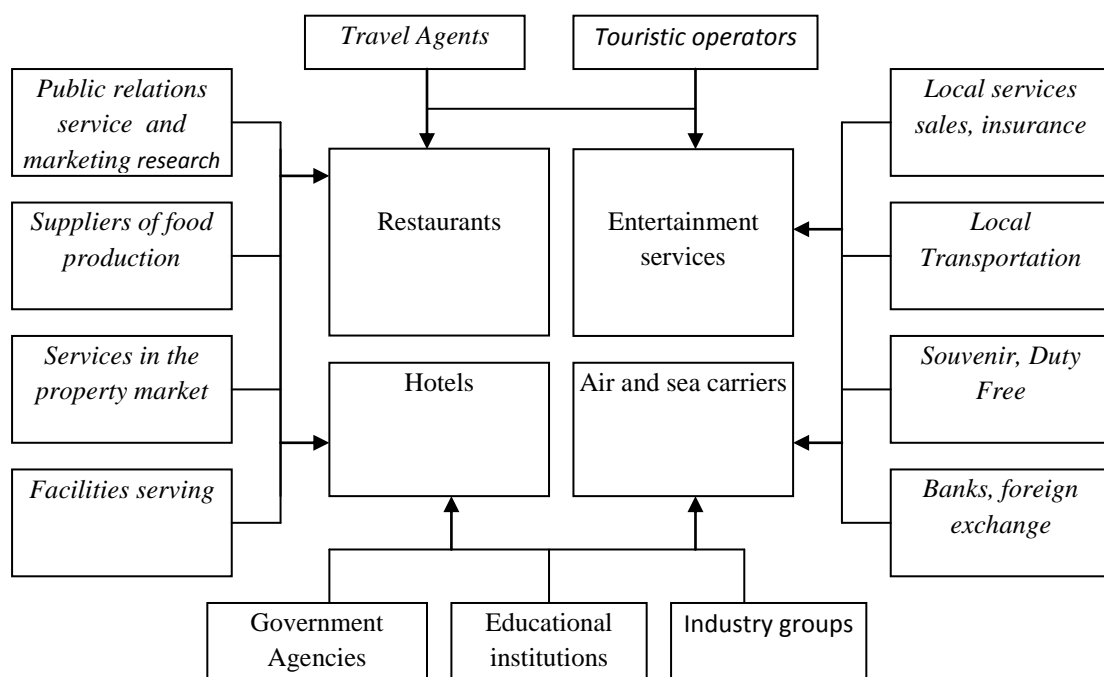 Travel Agents
Touristic operators
Public relations
service and
marketing research
Local services
sales, insurance
Restaurants
Entertainment
services
Suppliers of food
production
Local
Transportation
Services in the
property market
Hotels
Air and sea carriers
Souvenir, Duty
Free
Facilities serving
Banks, foreign
exchange
Government
Agencies
Educational
institutions
Industry groups